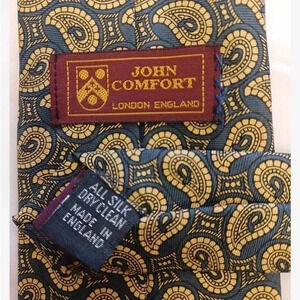 JOHN
COMFORT
LONDON ENGLAND
ALL SILK
DRY CLEAN
MADE IN
ENGLAND